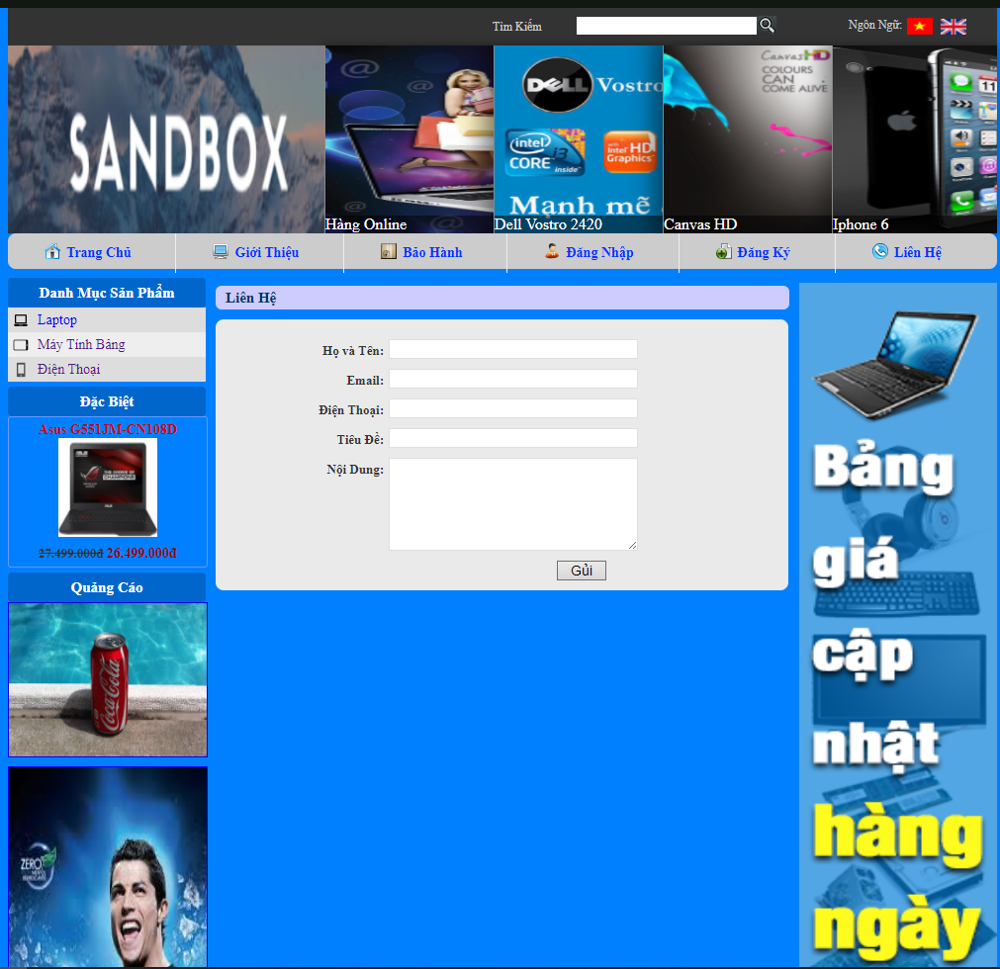 Tìm Kiếm
Ngôn Ngữ:
SANDBOX
Hàng Online
DELL Vostro
intel CORE i3 inside
with Intel HD Graphics
Mạnh mẽ
Dell Vostro 2420
Canvas HD
COLOURS
CAN
COME ALIVE.
Canvas HD
Iphone 6
Trang Chủ
Giới Thiệu
Bảo Hành
Đăng Nhập
Đăng Ký
Liên Hệ
Danh Mục Sản Phẩm
Laptop
Máy Tính Bảng
Điện Thoại
Đặc Biệt
Asus G551JM-CN108D
27.499.000đ 26.499.000đ
Quảng Cáo
Coca-Cola
ZERO
Liên Hệ
Họ và Tên:
Email:
Điện Thoại:
Tiêu Đề:
Nội Dung:
Gủi
Bảng
giá
cập
nhật
hàng
ngày